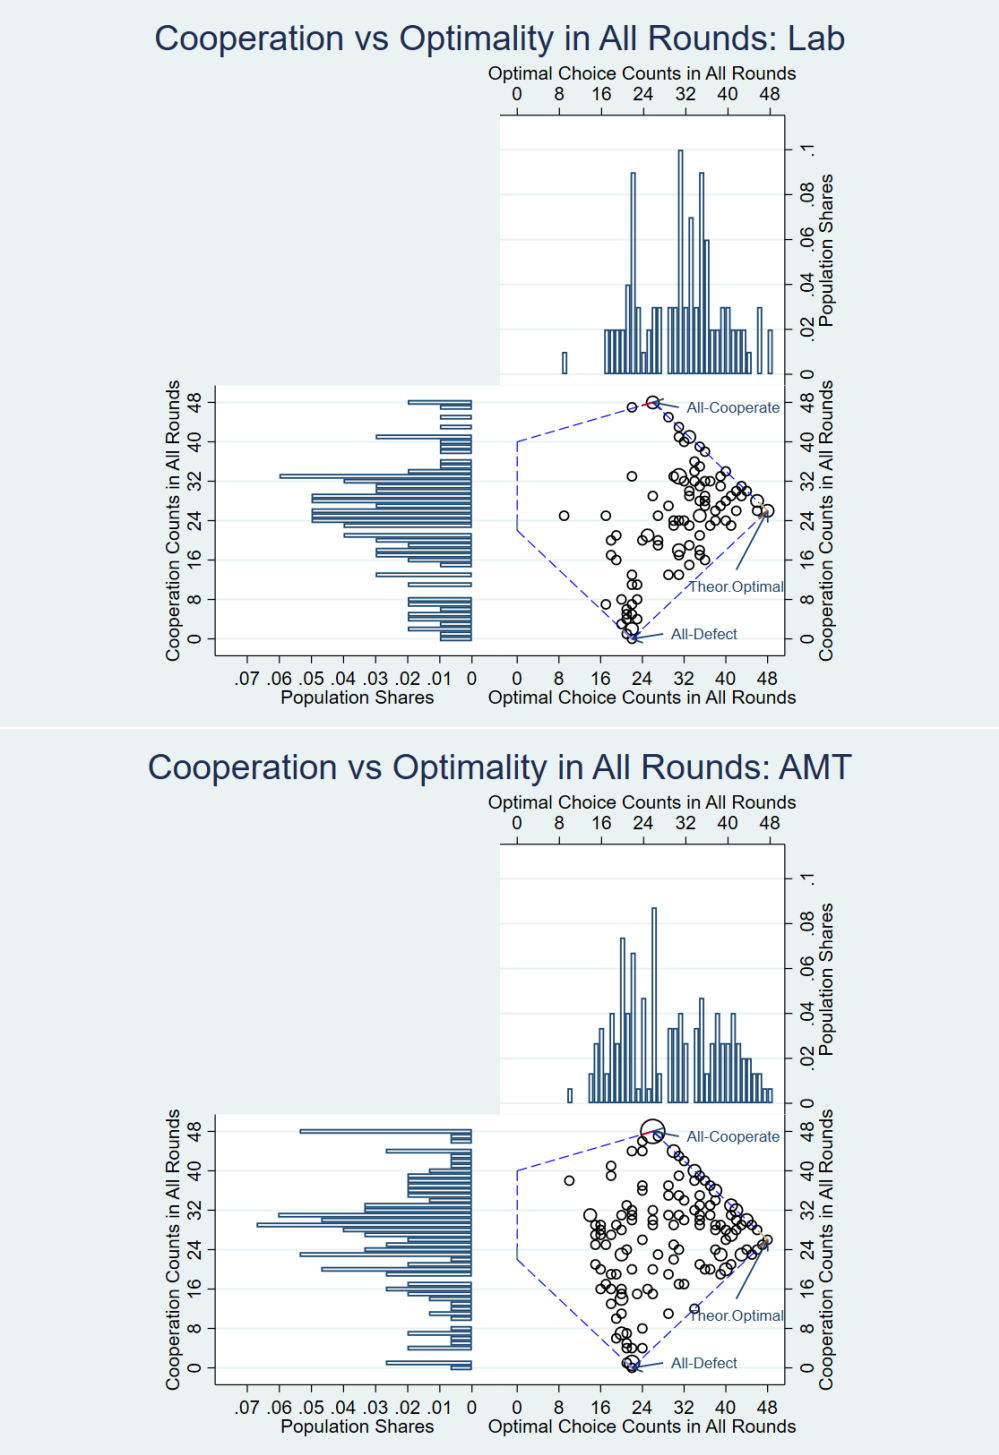 Cooperation vs Optimality in All Rounds: Lab
Optimal Choice Counts in All Rounds
0 8 16 24 32 40 48
0 .02 .04 .06 .08 .1
Population Shares
Cooperation Counts in All Rounds
48
40
32
24
16
8
0
.07 .06 .05 .04 .03 .02 .01 0
Population Shares
All-Cooperate
Theor.Optimal
All-Defect
0 8 16 24 32 40 48
Optimal Choice Counts in All Rounds
0 8 16 24 32 40 48
Cooperation Counts in All Rounds
Cooperation vs Optimality in All Rounds: AMT
Optimal Choice Counts in All Rounds
0 8 16 24 32 40 48
0 .02 .04 .06 .08 .1
Population Shares
Cooperation Counts in All Rounds
48
40
32
24
16
8
0
.07 .06 .05 .04 .03 .02 .01 0
Population Shares
All-Cooperate
Theor.Optimal
All-Defect
0 8 16 24 32 40 48
Optimal Choice Counts in All Rounds
0 8 16 24 32 40 48
Cooperation Counts in All Rounds